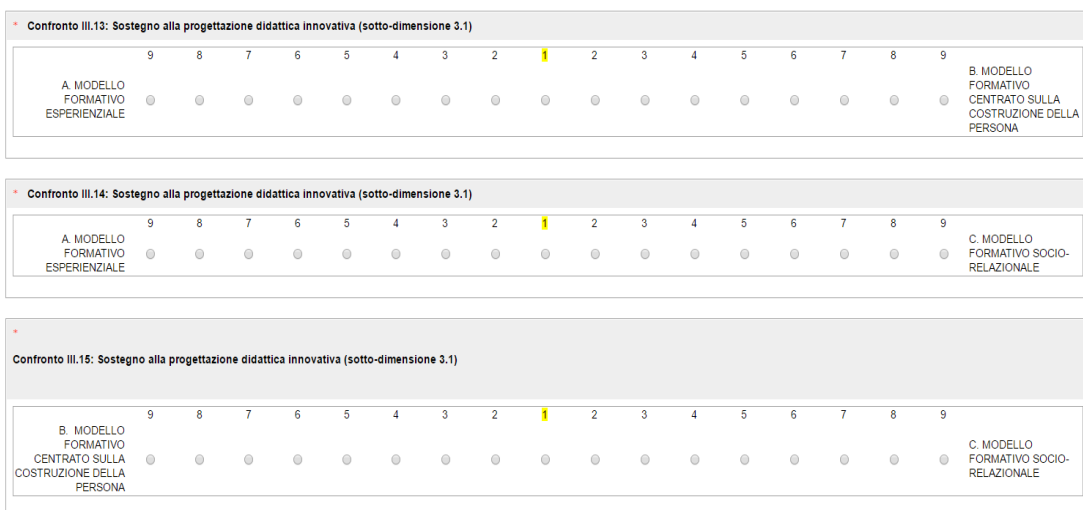 * Confronto III.13: Sostegno alla progettazione didattica innovativa (sotto-dimensione 3.1)
9 8 7 6 5 4 3 2 1 2 3 4 5 6 7 8 9
A. MODELLO
FORMATIVO
ESPERIENZIALE
B. MODELLO
FORMATIVO
CENTRATO SULLA
COSTRUZIONE DELLA
PERSONA
* Confronto III.14: Sostegno alla progettazione didattica innovativa (sotto-dimensione 3.1)
9 8 7 6 5 4 3 2 1 2 3 4 5 6 7 8 9
A. MODELLO
FORMATIVO
ESPERIENZIALE
C. MODELLO
FORMATIVO SOCIO-
RELAZIONALE
*
Confronto III.15: Sostegno alla progettazione didattica innovativa (sotto-dimensione 3.1)
9 8 7 6 5 4 3 2 1 2 3 4 5 6 7 8 9
B. MODELLO
FORMATIVO
CENTRATO SULLA
COSTRUZIONE DELLA
PERSONA
C. MODELLO
FORMATIVO SOCIO-
RELAZIONALE